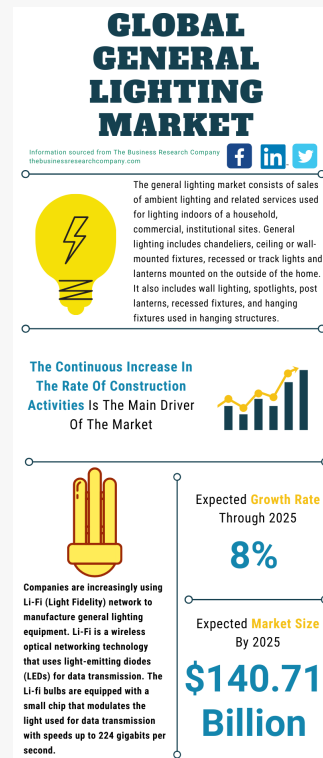 GLOBAL
GENERAL
LIGHTING
MARKET
Information sourced from The Business Research Company
thebusinessresearchcompany.com
f
in
The general lighting market consists of sales
of ambient lighting and related services used
for lighting indoors of a household,
commercial, institutional sites. General
lighting includes chandeliers, ceiling or wall-
mounted fixtures, recessed or track lights and
lanterns mounted on the outside of the home.
It also includes wall lighting, spotlights, post
lanterns, recessed fixtures, and hanging
fixtures used in hanging structures.
The Continuous Increase In
The Rate Of Construction
Activities Is The Main Driver
Of The Market
Companies are increasingly using
Li-Fi (Light Fidelity) network to
manufacture general lighting
equipment. Li-Fi is a wireless
optical networking technology
that uses light-emitting diodes
(LEDs) for data transmission. The
Li-fi bulbs are equipped with a
small chip that modulates the
light used for data transmission
with speeds up to 224 gigabits per
second.
Expected Growth Rate
Through 2025
8%
Expected Market Size
By 2025
$140.71
Billion